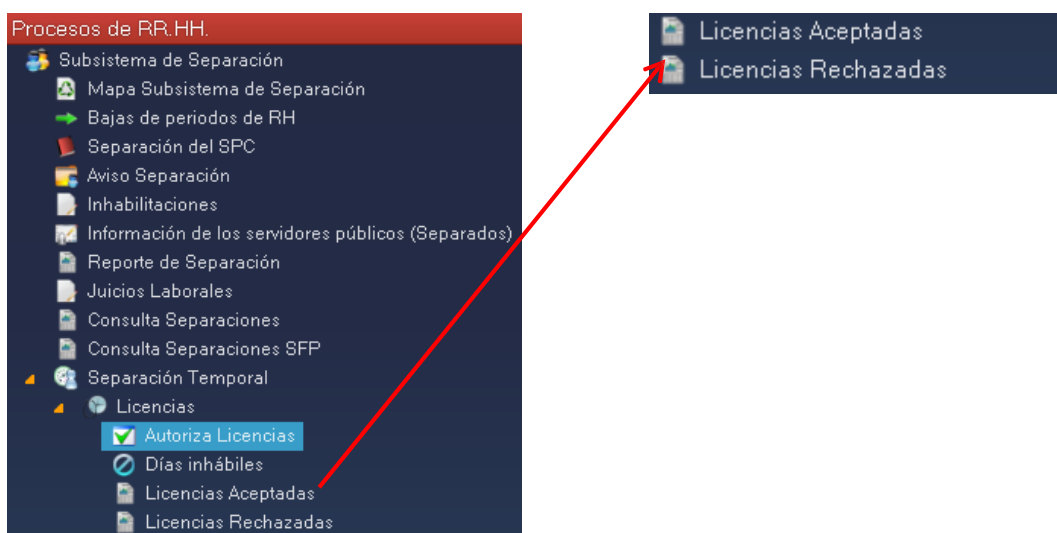 Procesos de RR.HH.
Subsistema de Separación
Mapa Subsistema de Separación
Bajas de periodos de RH
Separación del SPC
Aviso Separación
Inhabilitaciones
Información de los servidores públicos (Separados)
Reporte de Separación
Juicios Laborales
Consulta Separaciones
Consulta Separaciones SFP
Separación Temporal
Licencias
Autoriza Licencias
Días inhábiles
Licencias Aceptadas
Licencias Rechazadas
Licencias Aceptadas
Licencias Rechazadas